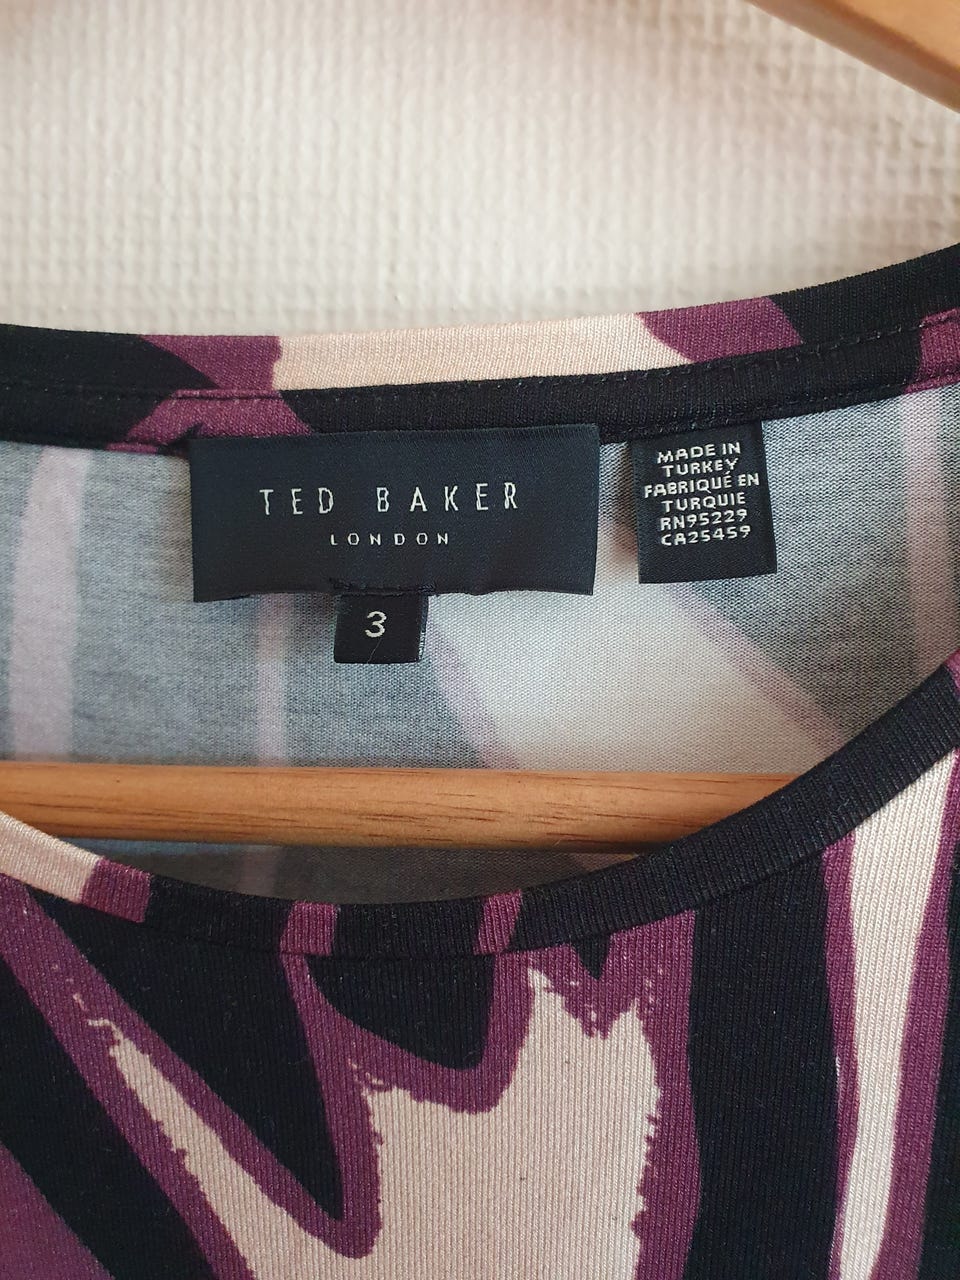 TED BAKER
LONDON
3
MADE IN
TURKEY
FABRIQUÉ EN
TURQUIE
RN95229
CA25459